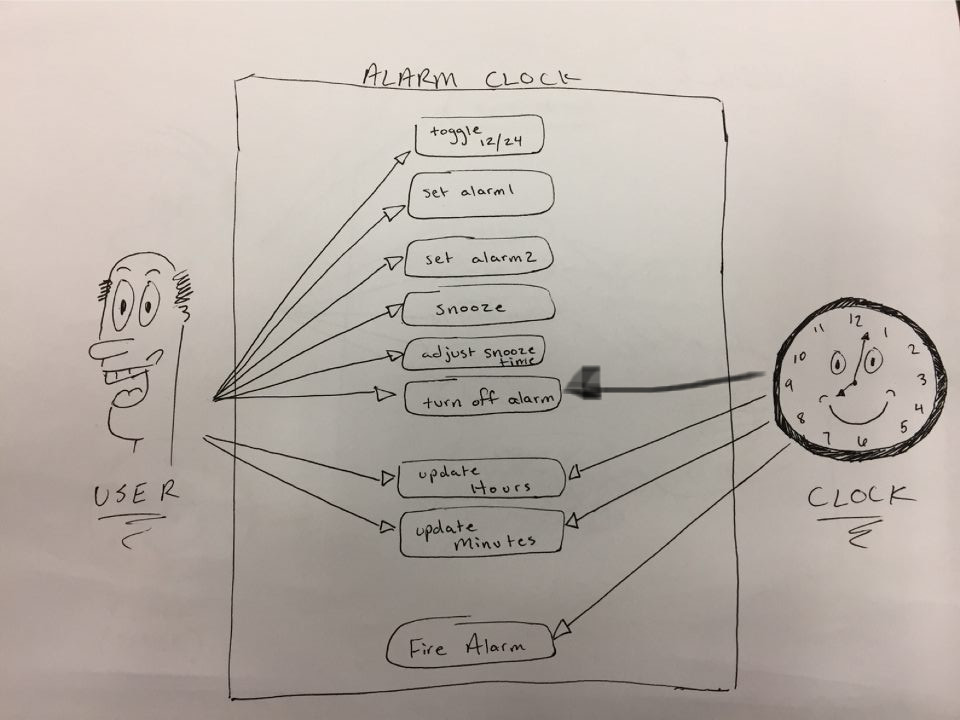 ALARM CLOCK
toggle
12/24
set alarm1
set alarm2
snooze
adjust snooze
time
turn off alarm
update
Hours
update
Minutes
Fire Alarm
USER
12
1
2
3
4
5
6
7
8
9
10
11
CLOCK